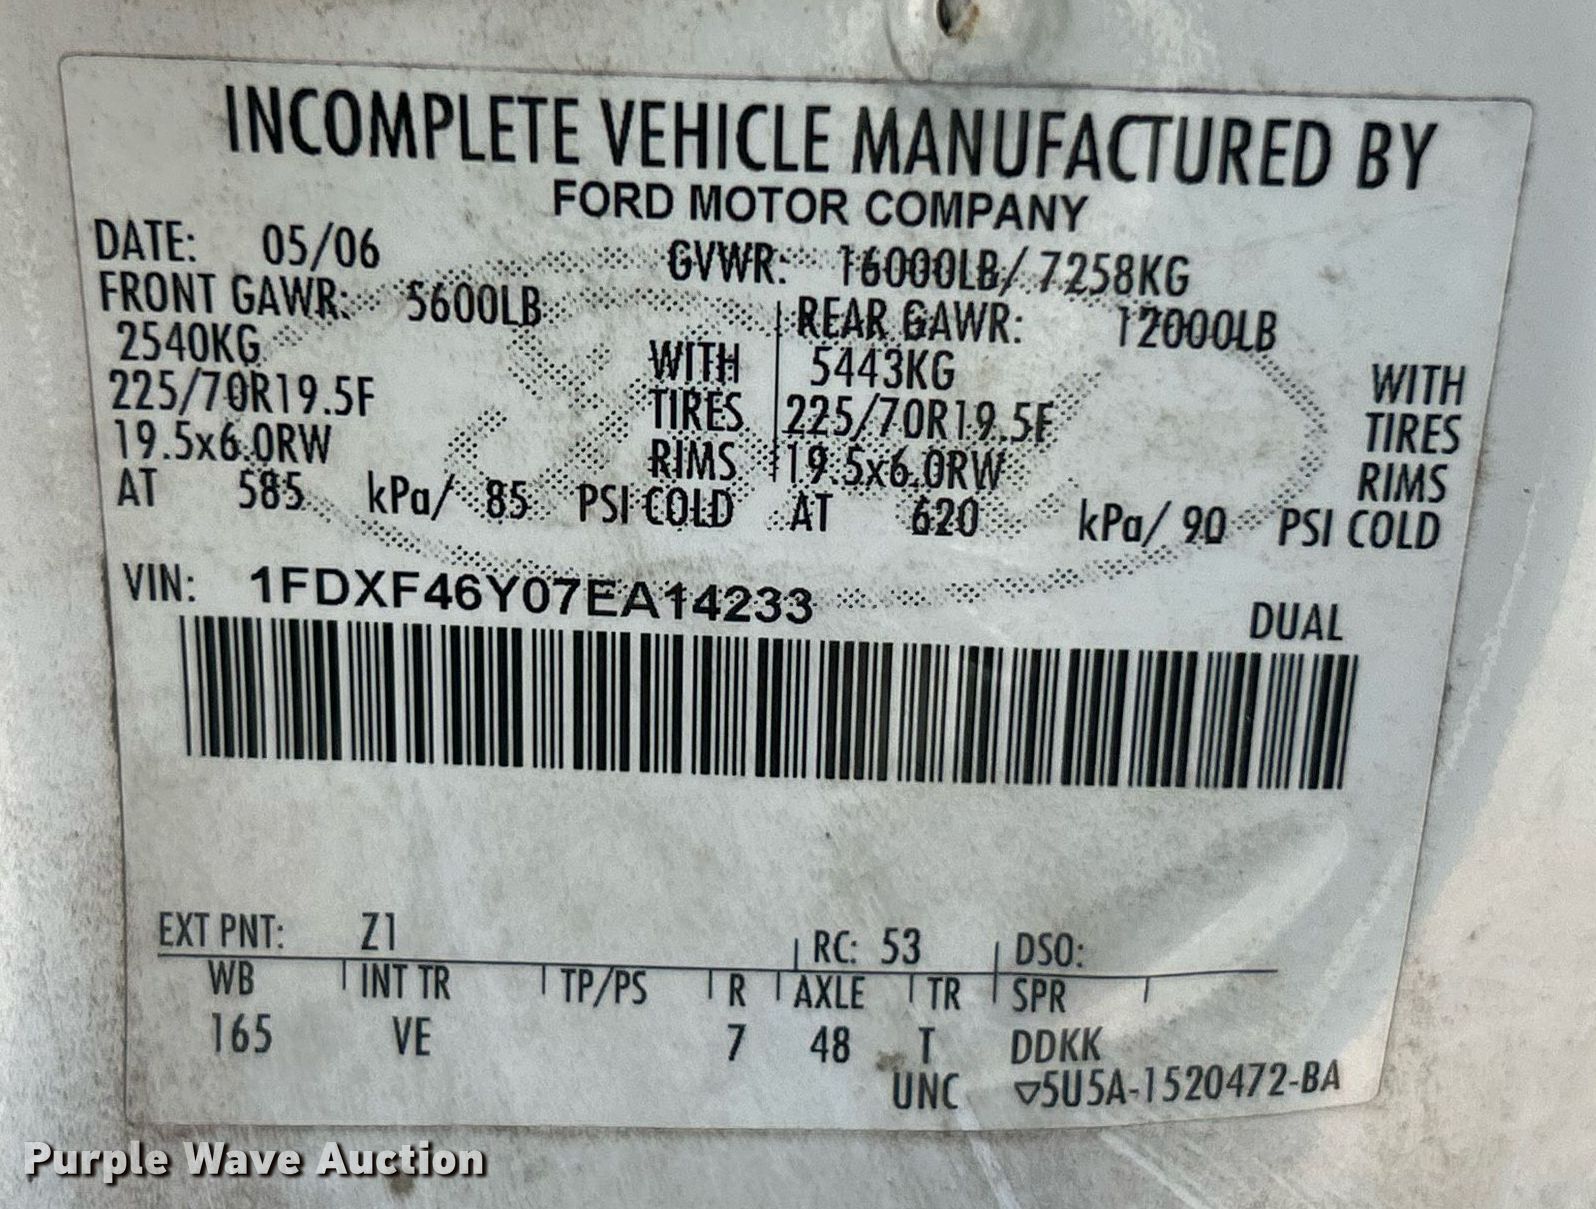 INCOMPLETE VEHICLE MANUFACTURED BY
FORD MOTOR COMPANY
DATE: 05/06 GVWR: 16000LB/ 7258KG
FRONT GAWR: 5600LB REAR GAWR: 12000LB
2540KG WITH 5443KG WITH
225/70R19.5F TIRES 225/70R19.5F TIRES
19.5x6.0RW RIMS 19.5x6.0RW RIMS
AT 585 kPa/ 85 PSI COLD AT 620 kPa/ 90 PSI COLD
VIN: 1FDXF46Y07EA14233
DUAL
EXT PNT: Z1 RC: 53 DSO:
WB INT TR TP/PS R AXLE TR SPR
165 VE 7 48 T DDKK
UNC ▽5U5A-1520472-BA
Purple Wave Auction